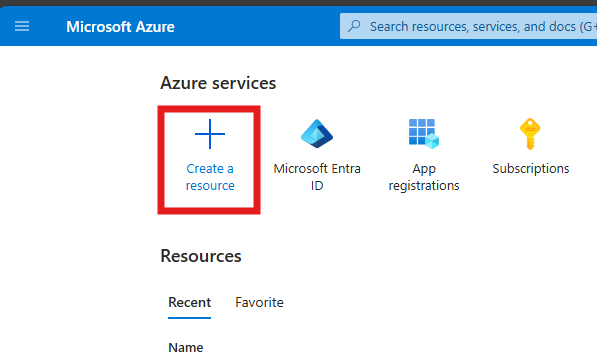 Microsoft Azure
Search resources, services, and docs (G+
Azure services
Create a
resource
Microsoft Entra
ID
App
registrations
Subscriptions
Resources
Recent
Favorite
Name